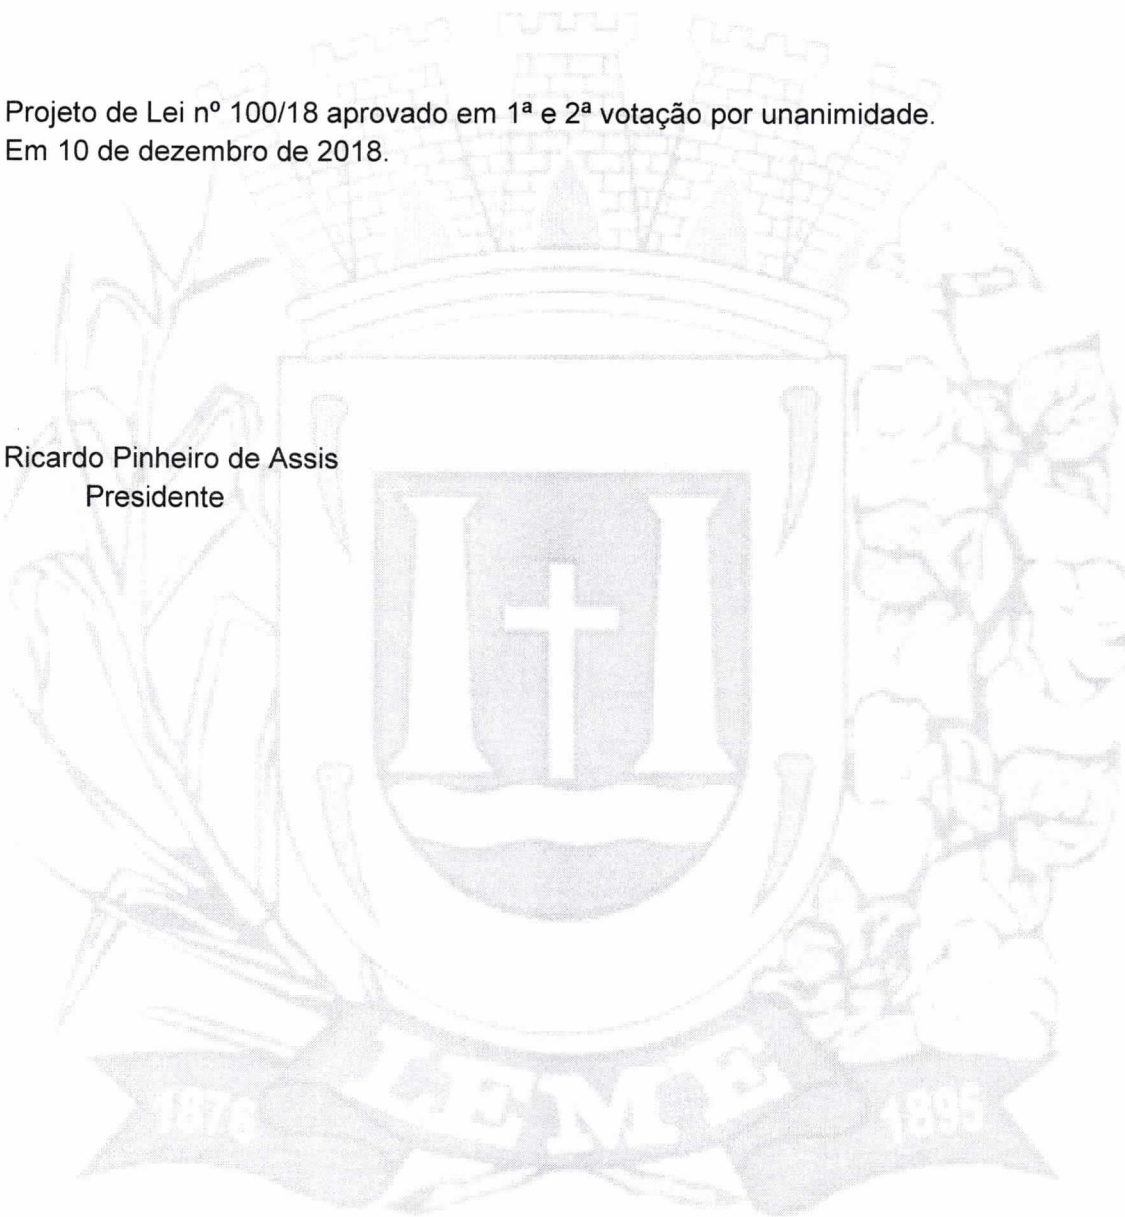 Projeto de Lei nº 100/18 aprovado em 1ª e 2ª votação por unanimidade.
Em 10 de dezembro de 2018.
Ricardo Pinheiro de Assis
Presidente
LEME
1876
1895